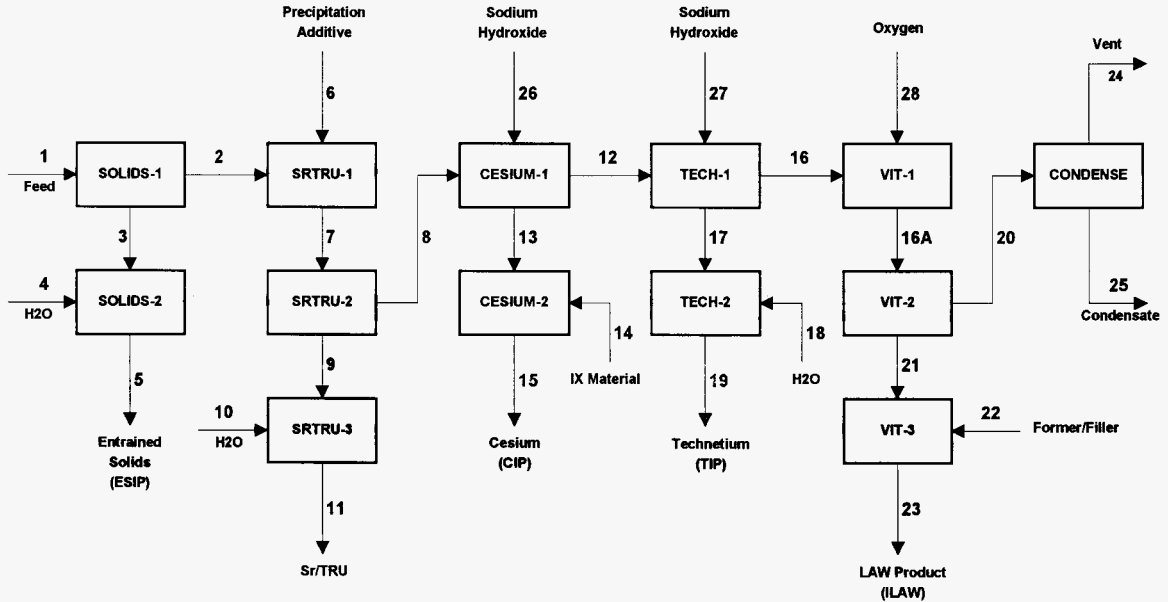 Precipitation
Additive
Sodium
Hydroxide
Sodium
Hydroxide
Oxygen
Vent
24
6
26
27
28
1
Feed
SOLIDS-1
2
SRTRU-1
CESIUM-1
12
TECH-1
16
VIT-1
CONDENSE
3
7
8
13
17
16A
20
4
H2O
SOLIDS-2
SRTRU-2
CESIUM-2
TECH-2
VIT-2
25
Condensate
5
9
14
IX Material
15
18
H2O
19
21
10
H2O
SRTRU-3
VIT-3
22
Former/Filler
Entrained
Solids
(ESIP)
Cesium
(CIP)
Technetium
(TIP)
11
23
Sr/TRU
LAW Product
(ILAW)